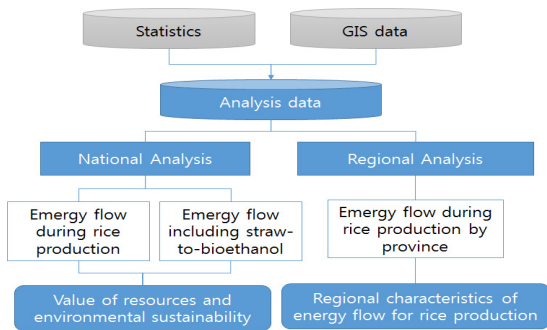 Statistics
GIS data
Analysis data
National Analysis
Regional Analysis
Emergy flow
during rice
production
Emergy flow
including straw-
to-bioethanol
Emergy flow during
rice production by
province
Value of resources and
environmental sustainability
Regional characteristics of
energy flow for rice production